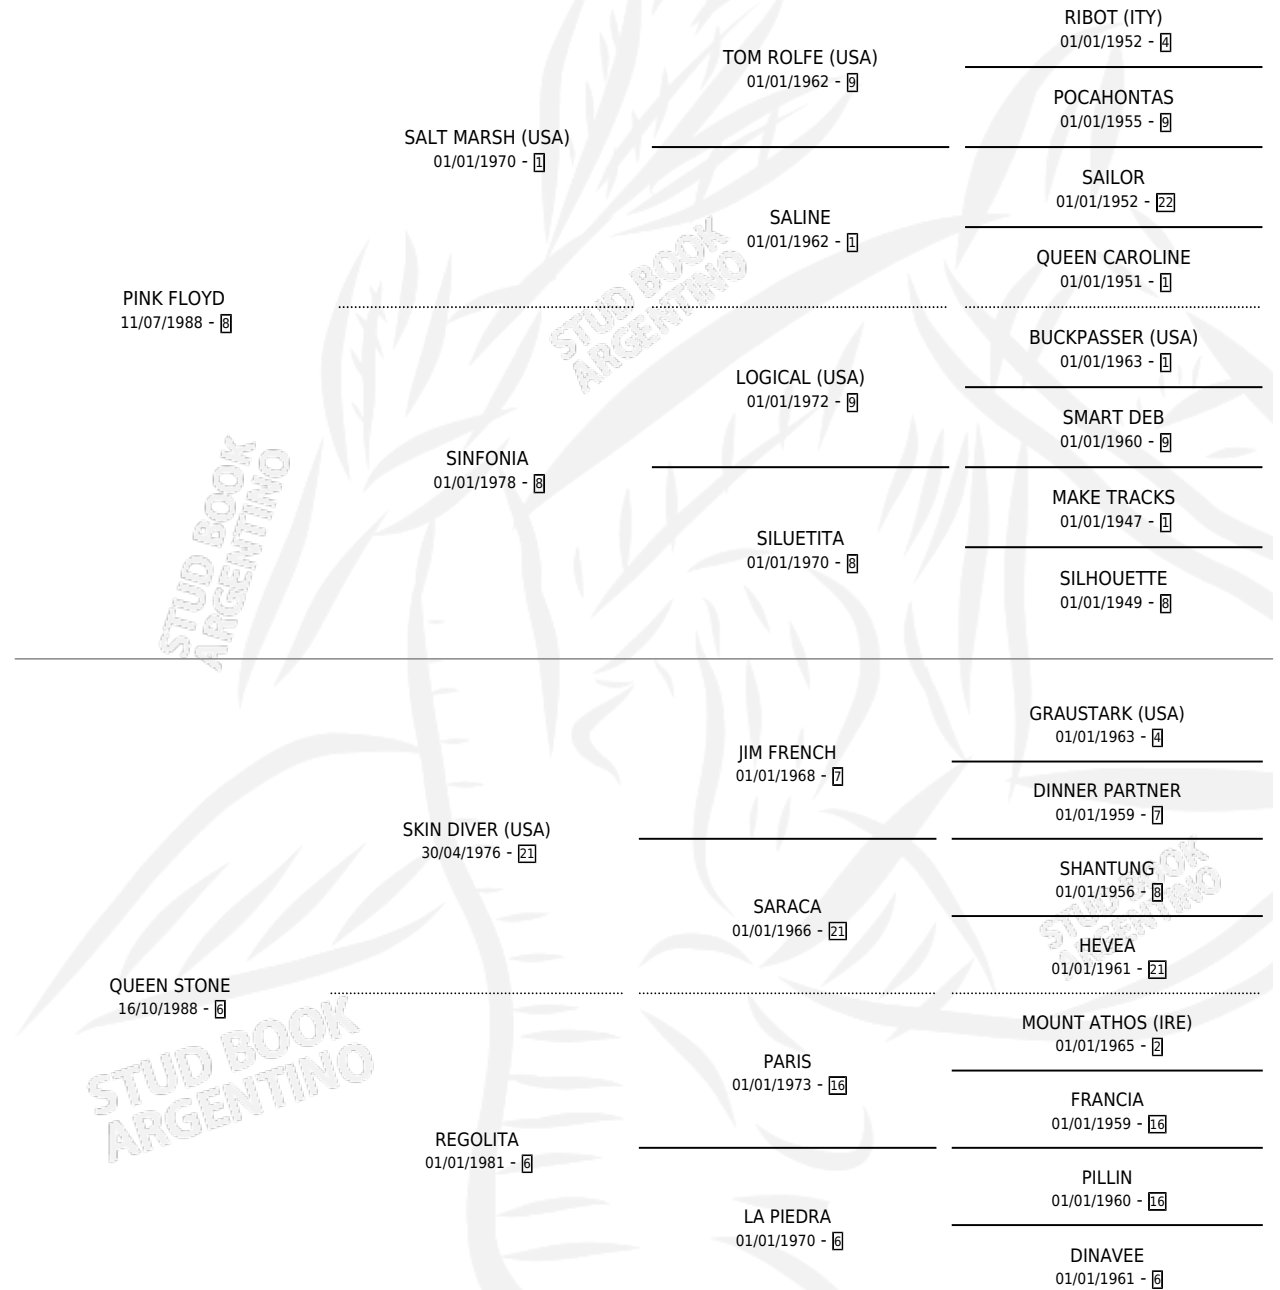 RIBOT (ITY)
01/01/1952 - 4
TOM ROLFE (USA)
01/01/1962 - 9
POCAHONTAS
01/01/1955 - 9
SALT MARSH (USA)
01/01/1970 - 1
SAILOR
01/01/1952 - 22
SALINE
01/01/1962 - 1
QUEEN CAROLINE
01/01/1951 - 1
PINK FLOYD
11/07/1988 - 8
BUCKPASSER (USA)
01/01/1963 - 1
LOGICAL (USA)
01/01/1972 - 9
SMART DEB
01/01/1960 - 9
SINFONIA
01/01/1978 - 8
MAKE TRACKS
01/01/1947 - 1
SILUETITA
01/01/1970 - 8
SILHOUETTE
01/01/1949 - 8
STUD BOOK
ARGENTINO
STUD BOOK
ARGENTINO
GRAUSTARK (USA)
01/01/1963 - 4
JIM FRENCH
01/01/1968 - 7
DINNER PARTNER
01/01/1959 - 7
SKIN DIVER (USA)
30/04/1976 - 21
SHANTUNG
01/01/1956 - 8
SARACA
01/01/1966 - 21
HEVEA
01/01/1961 - 21
QUEEN STONE
16/10/1988 - 6
MOUNT ATHOS (IRE)
01/01/1965 - 2
PARIS
01/01/1973 - 16
FRANCIA
01/01/1959 - 16
REGOLITA
01/01/1981 - 6
PILLIN
01/01/1960 - 16
LA PIEDRA
01/01/1970 - 6
DINAVEE
01/01/1961 - 6
STUD BOOK
ARGENTINO
STUD BOOK
ARGENTINO